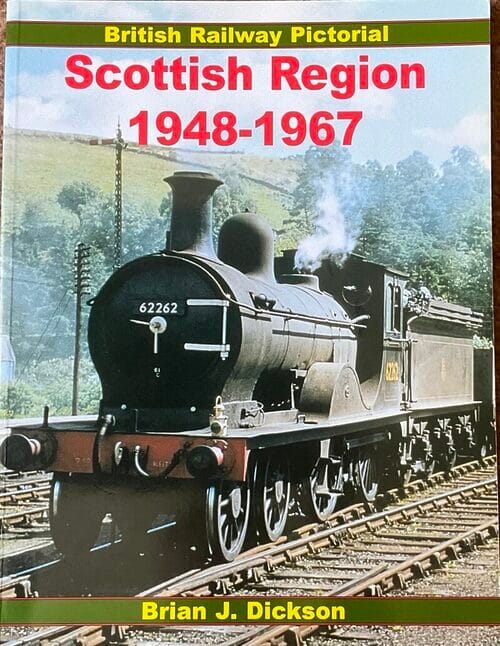 British Railway Pictorial
Scottish Region
1948-1967
62262
Brian J. Dickson